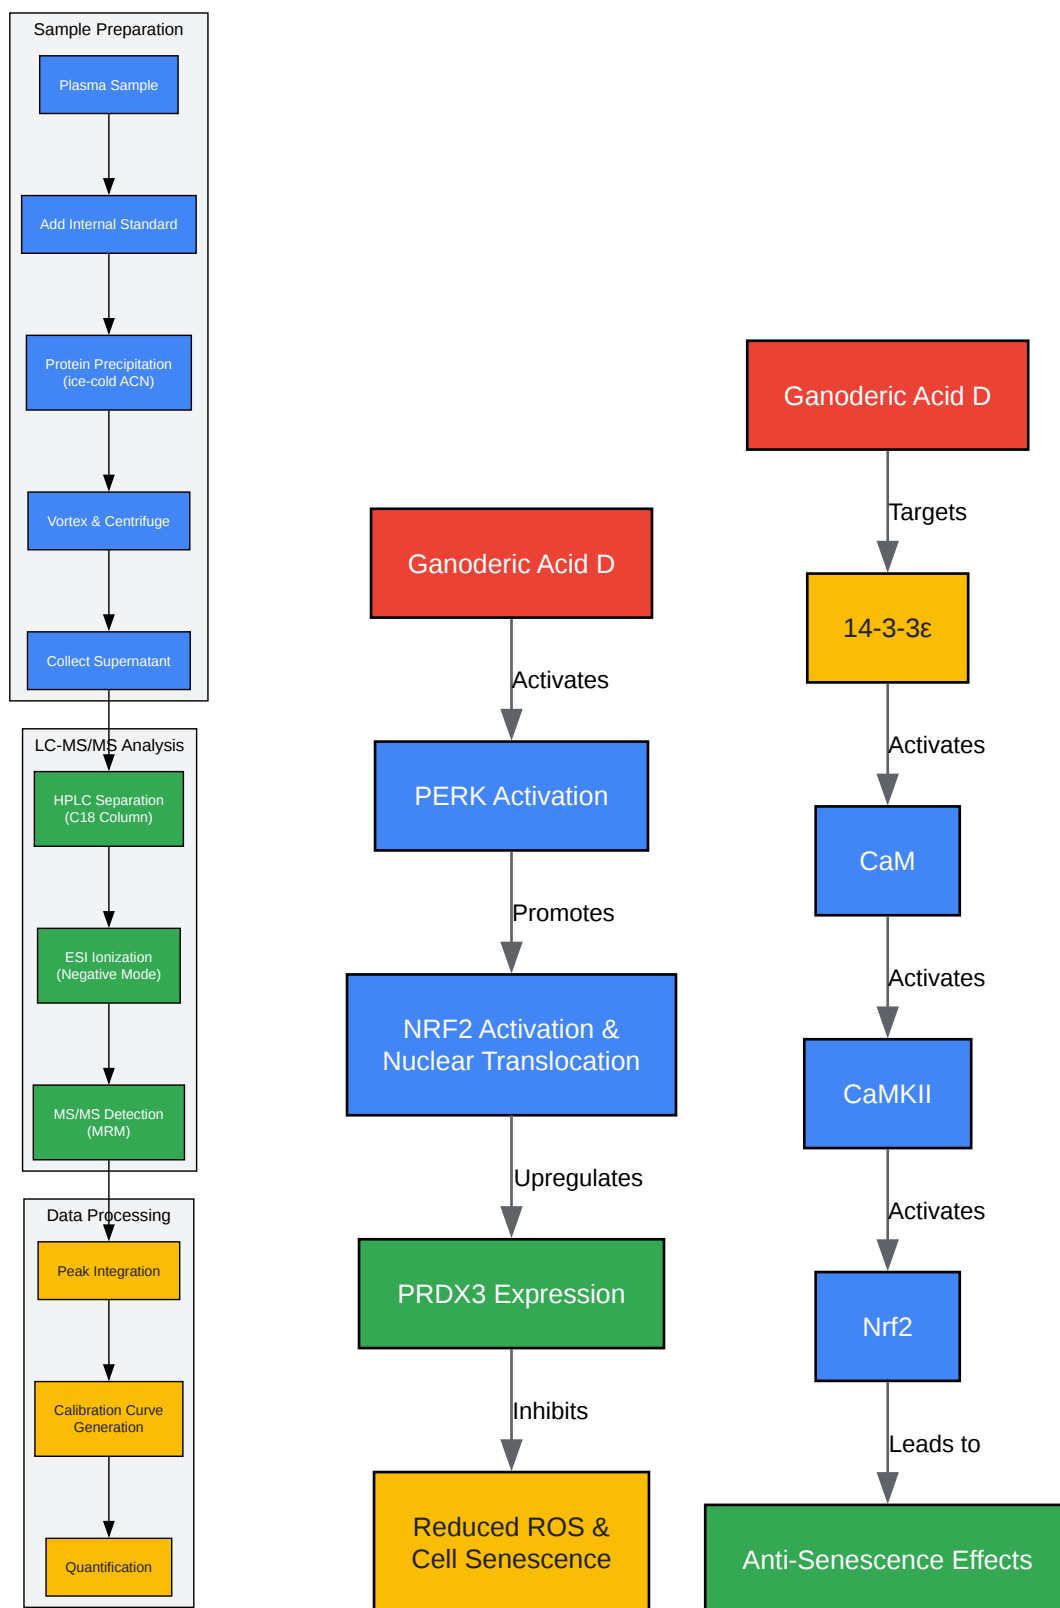 Sample Preparation
Plasma Sample
Add Internal Standard
Protein Precipitation
(ice-cold ACN)
Vortex & Centrifuge
Collect Supernatant
LC-MS/MS Analysis
HPLC Separation
(C18 Column)
ESI Ionization
(Negative Mode)
MS/MS Detection
(MRM)
Data Processing
Peak Integration
Calibration Curve
Generation
Quantification
Ganoderic Acid D
Activates
PERK Activation
Promotes
NRF2 Activation &
Nuclear Translocation
Upregulates
PRDX3 Expression
Inhibits
Reduced ROS &
Cell Senescence
Ganoderic Acid D
Targets
14-3-3ε
Activates
CaM
Activates
CaMKII
Activates
Nrf2
Leads to
Anti-Senescence Effects